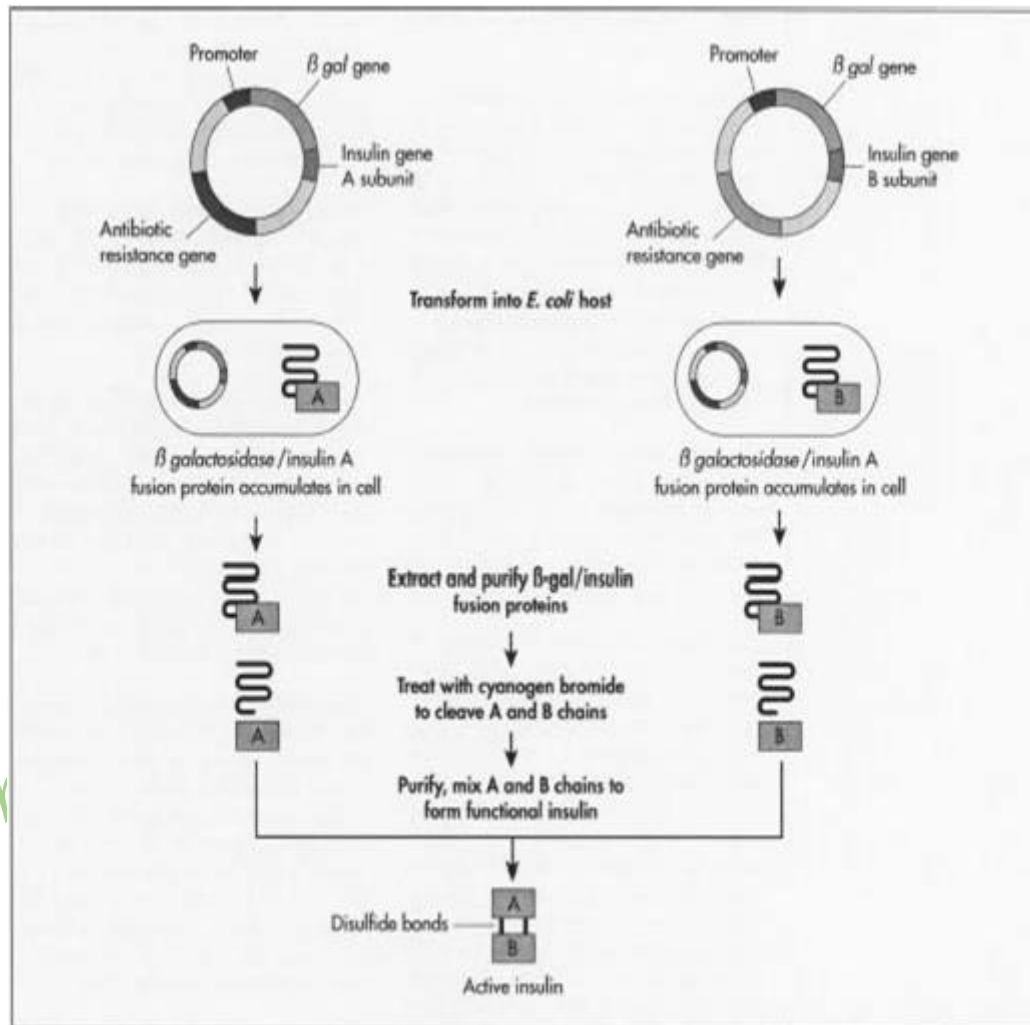 Promoter
β gal gene
Insulin gene
A subunit
Antibiotic
resistance gene
Promoter
β gal gene
Insulin gene
B subunit
Antibiotic
resistance gene
Transform into E. coli host
A
B
β galactosidase/insulin A
fusion protein accumulates in cell
β galactosidase/insulin A
fusion protein accumulates in cell
Extract and purify β-gal/insulin
fusion proteins
A
B
Treat with cyanogen bromide
to cleave A and B chains
A
B
Purify, mix A and B chains to
form functional insulin
Disulfide bonds
A
B
Active insulin